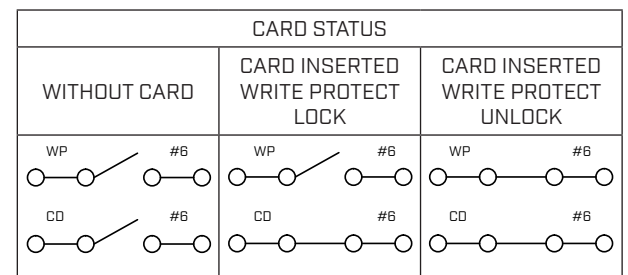 CARD STATUS
WITHOUT CARD
CARD INSERTED
WRITE PROTECT
LOCK
CARD INSERTED
WRITE PROTECT
UNLOCK
WP #6
WP #6
WP #6
CD #6
CD #6
CD #6